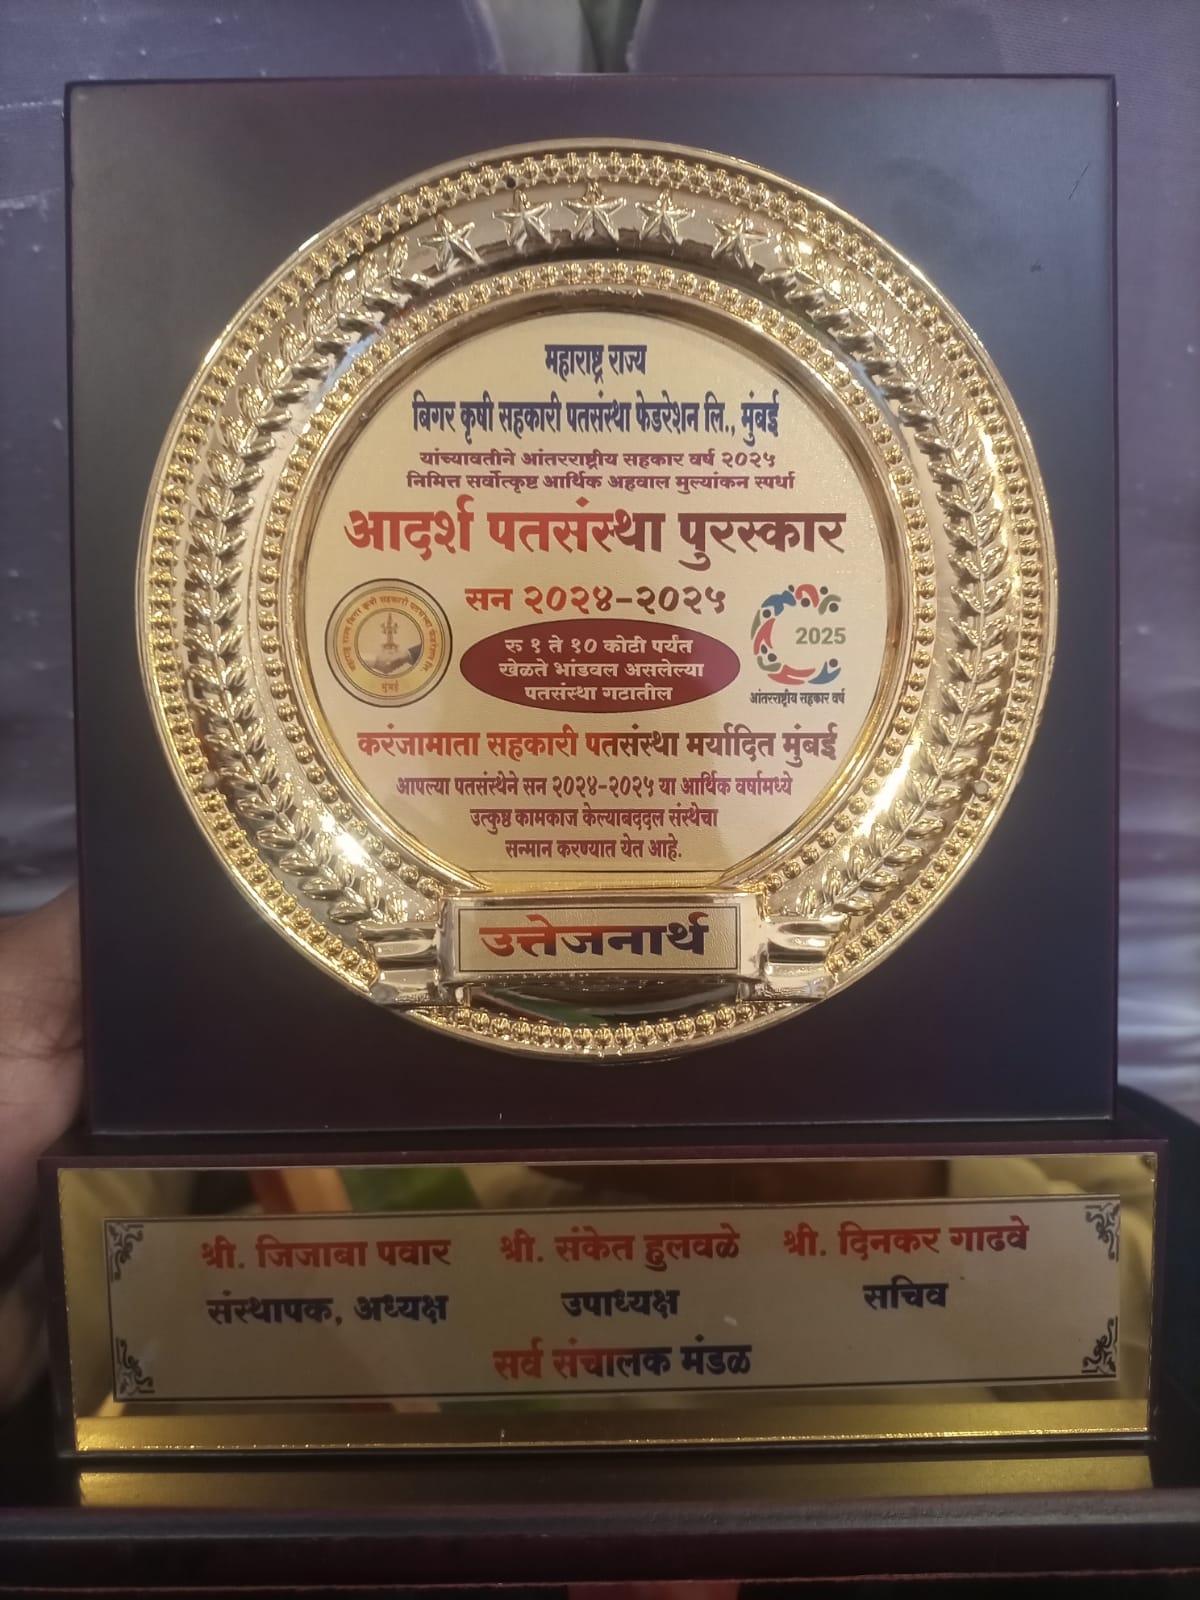 महाराष्ट्र राज्य
बिगर कृषी सहकारी पतसंस्था फेडरेशन लि., मुंबई
यांच्यावतीने आंतरराष्ट्रीय सहकार वर्ष २०२५
निमित्त सर्वोत्कृष्ट आर्थिक अहवाल मुल्यांकन स्पर्धा
आदर्श पतसंस्था पुरस्कार
सन २०२४-२०२५
मुंबई
रु १ ते १० कोटी पर्यंत
खेळते भांडवल असलेल्या
पतसंस्था गटातील
2025
आंतरराष्ट्रीय सहकार वर्ष
करंजामाता सहकारी पतसंस्था मर्यादित मुंबई
आपल्या पतसंस्थेने सन २०२४-२०२५ या आर्थिक वर्षामध्ये
उत्कृष्ठ कामकाज केल्याबददल संस्थेचा
सन्मान करण्यात येत आहे.
उत्तेजनार्थ
श्री. जिजाबा पवार श्री. संकेत हुलवळे श्री. दिनकर गाढवे
संस्थापक, अध्यक्ष उपाध्यक्ष सचिव
सर्व संचालक मंडळ